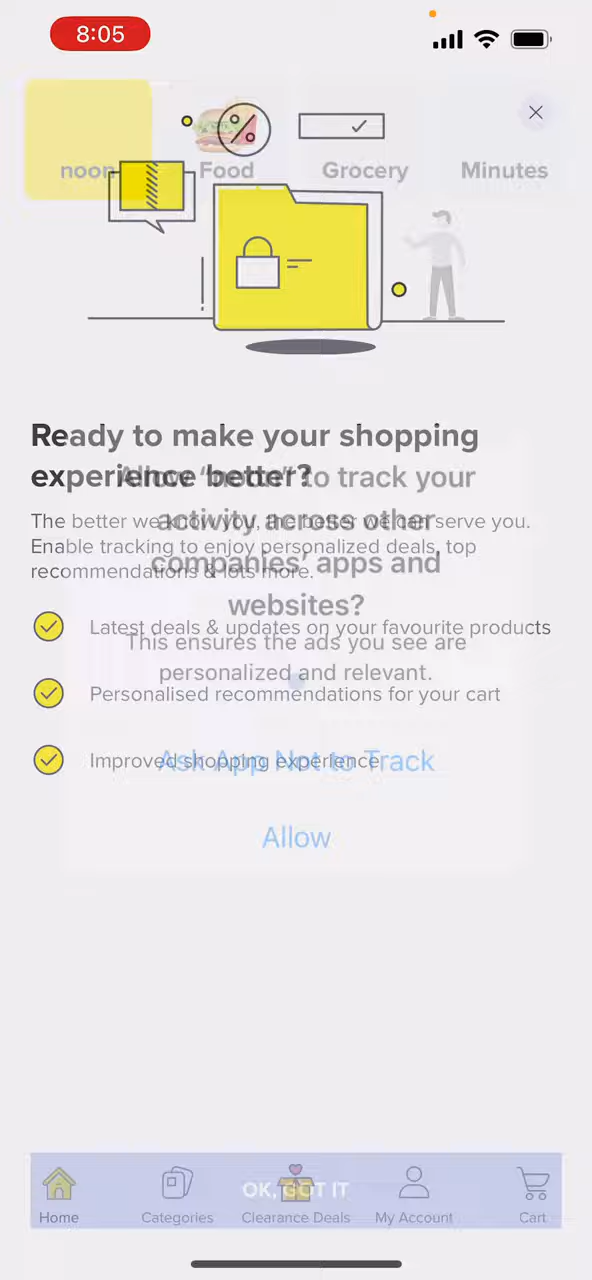 8:05
noon
Food
Grocery
Minutes
Ready to make your shopping
experience better?
Allow "noon" to track your
activity across other
companies' apps and
websites?
The better we know you, the better we can serve you.
Enable tracking to enjoy personalized deals, top
recommendations & lots more.
Latest deals & updates on your favourite products
This ensures the ads you see are
personalized and relevant.
Personalised recommendations for your cart
Improved shopping experience
Ask App Not to Track
Allow
OK, GOT IT
Home
Categories
Clearance Deals
My Account
Cart